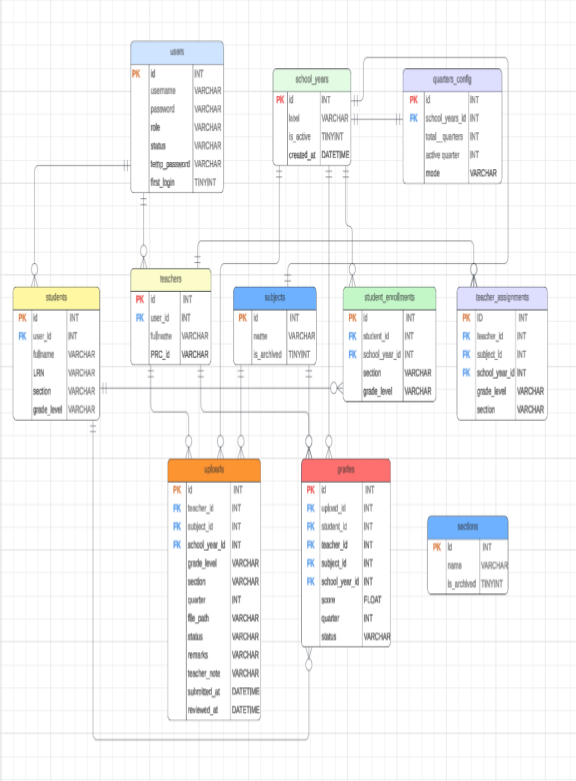 users
PK id INT
username VARCHAR
password VARCHAR
role VARCHAR
status VARCHAR
temp_password VARCHAR
first_login TINYINT
school_years
PK id INT
label VARCHAR
is_active TINYINT
created_at DATETIME
quarters_config
PK id INT
FK school_years_id INT
total_quarters INT
active quarter INT
mode VARCHAR
students
PK id INT
FK user_id INT
fullname VARCHAR
LRN VARCHAR
section VARCHAR
grade_level VARCHAR
teachers
PK id INT
FK user_id INT
fullname VARCHAR
PRC_id VARCHAR
subjects
PK id INT
name VARCHAR
is_archived TINYINT
student_enrollments
PK id INT
FK student_id INT
FK school_year_id INT
section VARCHAR
grade_level VARCHAR
teacher_assignments
PK ID INT
FK teacher_id INT
FK subject_id INT
FK school_year_id INT
grade_level VARCHAR
section VARCHAR
uploads
PK id INT
FK teacher_id INT
FK subject_id INT
FK school_year_id INT
grade_level VARCHAR
section VARCHAR
quarter INT
file_path VARCHAR
status VARCHAR
remarks VARCHAR
teacher_note VARCHAR
submitted_at DATETIME
reviewed_at DATETIME
grades
PK id INT
FK upload_id INT
FK student_id INT
FK teacher_id INT
FK subject_id INT
FK school_year_id INT
score FLOAT
quarter INT
status VARCHAR
sections
PK id INT
name VARCHAR
is_archived TINYINT